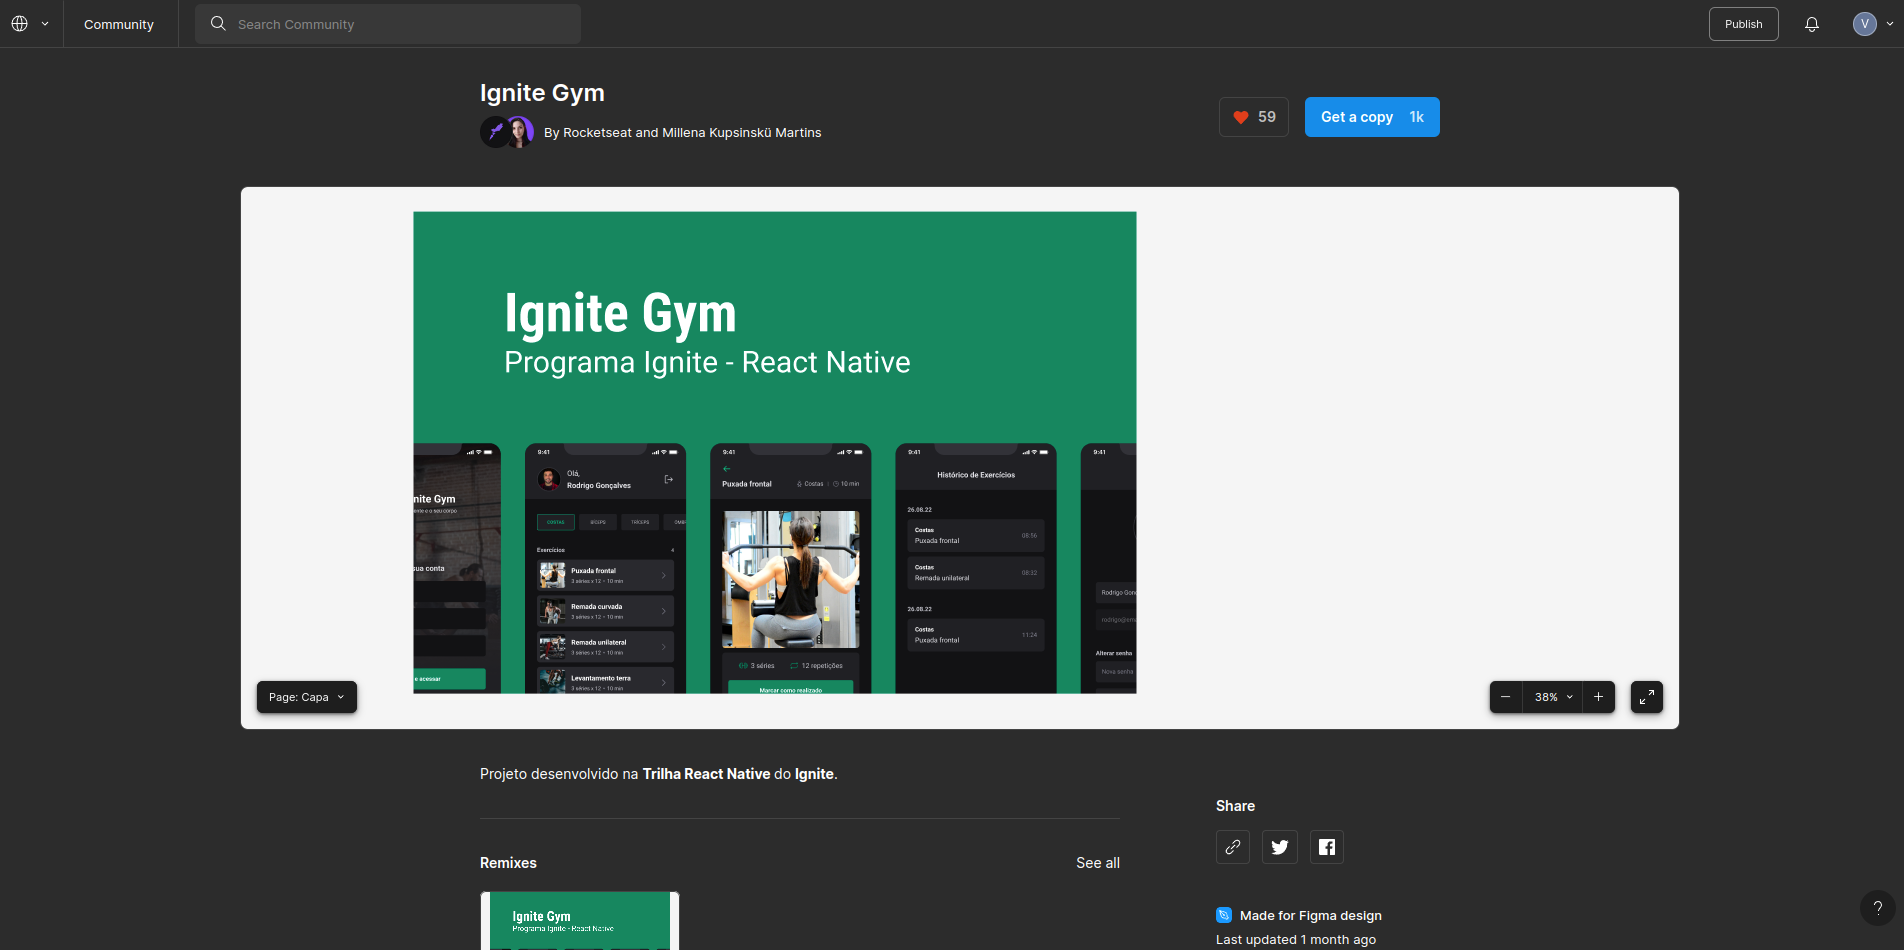 Community
Search Community
Publish
V
Ignite Gym
By Rocketseat and Millena Kupsinskü Martins
59
Get a copy 1k
Ignite Gym
Programa Ignite - React Native
nite Gym
ente e o seu corpo
sua conta
e acessar
9:41
Olá,
Rodrigo Gonçalves
COSTAS
BÍCEPS
TRÍCEPS
OMB
Exercícios
4
Puxada frontal
3 séries x 12 - 10 min
Remada curvada
3 séries x 12 - 10 min
Remada unilateral
3 séries x 12 - 10 min
Levantamento terra
3 séries x 12 - 10 min
9:41
Puxada frontal
Costas
10 min
3 séries
12 repetições
Marcar como realizado
9:41
Histórico de Exercícios
26.08.22
Costas
Puxada frontal
08:56
Costas
Remada unilateral
08:32
26.08.22
Costas
Puxada frontal
11:24
9:41
Rodrigo Gon
rodrigo@ema
Alterar senha
Nova senha
Page: Capa
38%
Projeto desenvolvido na Trilha React Native do Ignite.
Remixes
See all
Ignite Gym
Programa Ignite - React Native
Share
Made for Figma design
Last updated 1 month ago
?